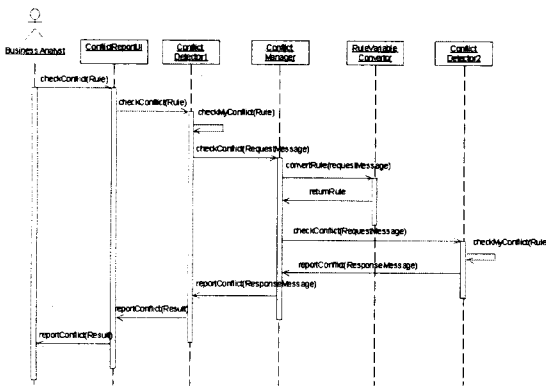 Business Analyst
ConflictReportUI
Conflict
Detector1
Conflict
Manager
RuleVariable
Convertor
Conflict
Detector2
checkConflict(Rule)
checkConflict(Rule)
checkMyConflict(Rule)
checkConflict(RequestMessage)
convertRule(requestMessage)
returnRule
checkConflict(RequestMessage)
checkMyConflict(Rule
reportConflict(ResponseMessage)
reportConflict(ResponseMessage)
reportConflict(Result)
reportConflict(Result)